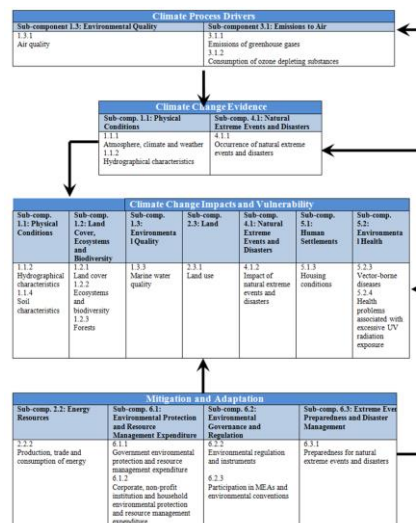 Climate Process Drivers
Sub-component 1.3: Environmental Quality
1.3.1
Air quality
Sub-component 3.1: Emissions to Air
3.1.1
Emissions of greenhouse gases
3.1.2
Consumption of ozone depleting substances
Climate Change Evidence
Sub-comp. 1.1: Physical
Conditions
1.1.1
Atmosphere, climate and weather
1.1.2
Hydrographical characteristics
Sub-comp. 4.1: Natural
Extreme Events and Disasters
4.1.1
Occurrence of natural extreme
events and disasters
Climate Change Impacts and Vulnerability
Sub-comp.
1.1: Physical
Conditions
1.1.2
Hydrographical
characteristics
1.1.4
Soil
characteristics
Sub-comp.
1.2: Land
Cover,
Ecosystems
and
Biodiversity
1.2.1
Land cover
1.2.2
Ecosystems
and
biodiversity
1.2.3
Forests
Sub-comp.
1.3:
Environmenta
l Quality
1.3.3
Marine water
quality
Sub-comp.
2.3: Land
2.3.1
Land use
Sub-comp.
4.1: Natural
Extreme
Events and
Disasters
4.1.2
Impact of
natural extreme
events and
disasters
Sub-comp.
5.1:
Human
Settlements
5.1.3
Housing
conditions
Sub-comp.
5.2:
Environmenta
l Health
5.2.3
Vector-borne
diseases
5.2.4
Health
problems
associated with
excessive UV
radiation
exposure
Mitigation and Adaptation
Sub-comp. 2.2: Energy
Resources
2.2.2
Production, trade and
consumption of energy
Sub-comp. 6.1:
Environmental Protection
and Resource
Management Expenditure
6.1.1
Government environmental
protection and resource
management expenditure
6.1.2
Corporate, non-profit
institution and household
environmental protection
and resource management
expenditure
Sub-comp. 6.2:
Environmental
Governance and
Regulation
6.2.2
Environmental regulation
and instruments
6.2.3
Participation in MEAs and
environmental conventions
Sub-comp. 6.3: Extreme Even
Preparedness and Disaster
Management
6.3.1
Preparedness for natural
extreme events and disasters